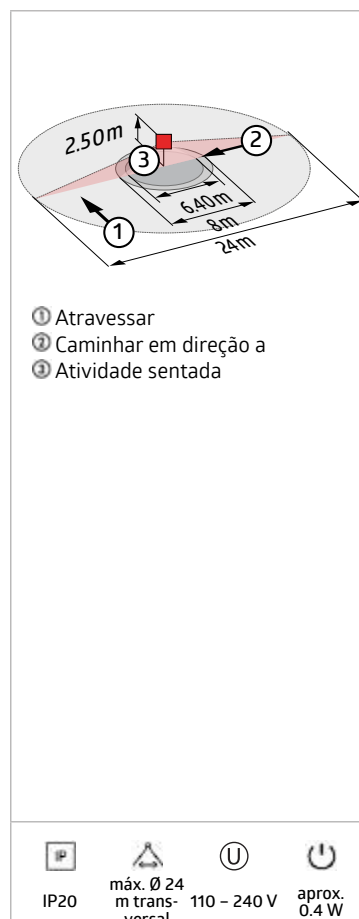 2.50m
③
②
①
6.40m
8m
24m
① Atravessar
② Caminhar em direção a
③ Atividade sentada
IP
U
IP20
máx. Ø 24
m trans-
versal
110 – 240 V
aprox.
0.4 W